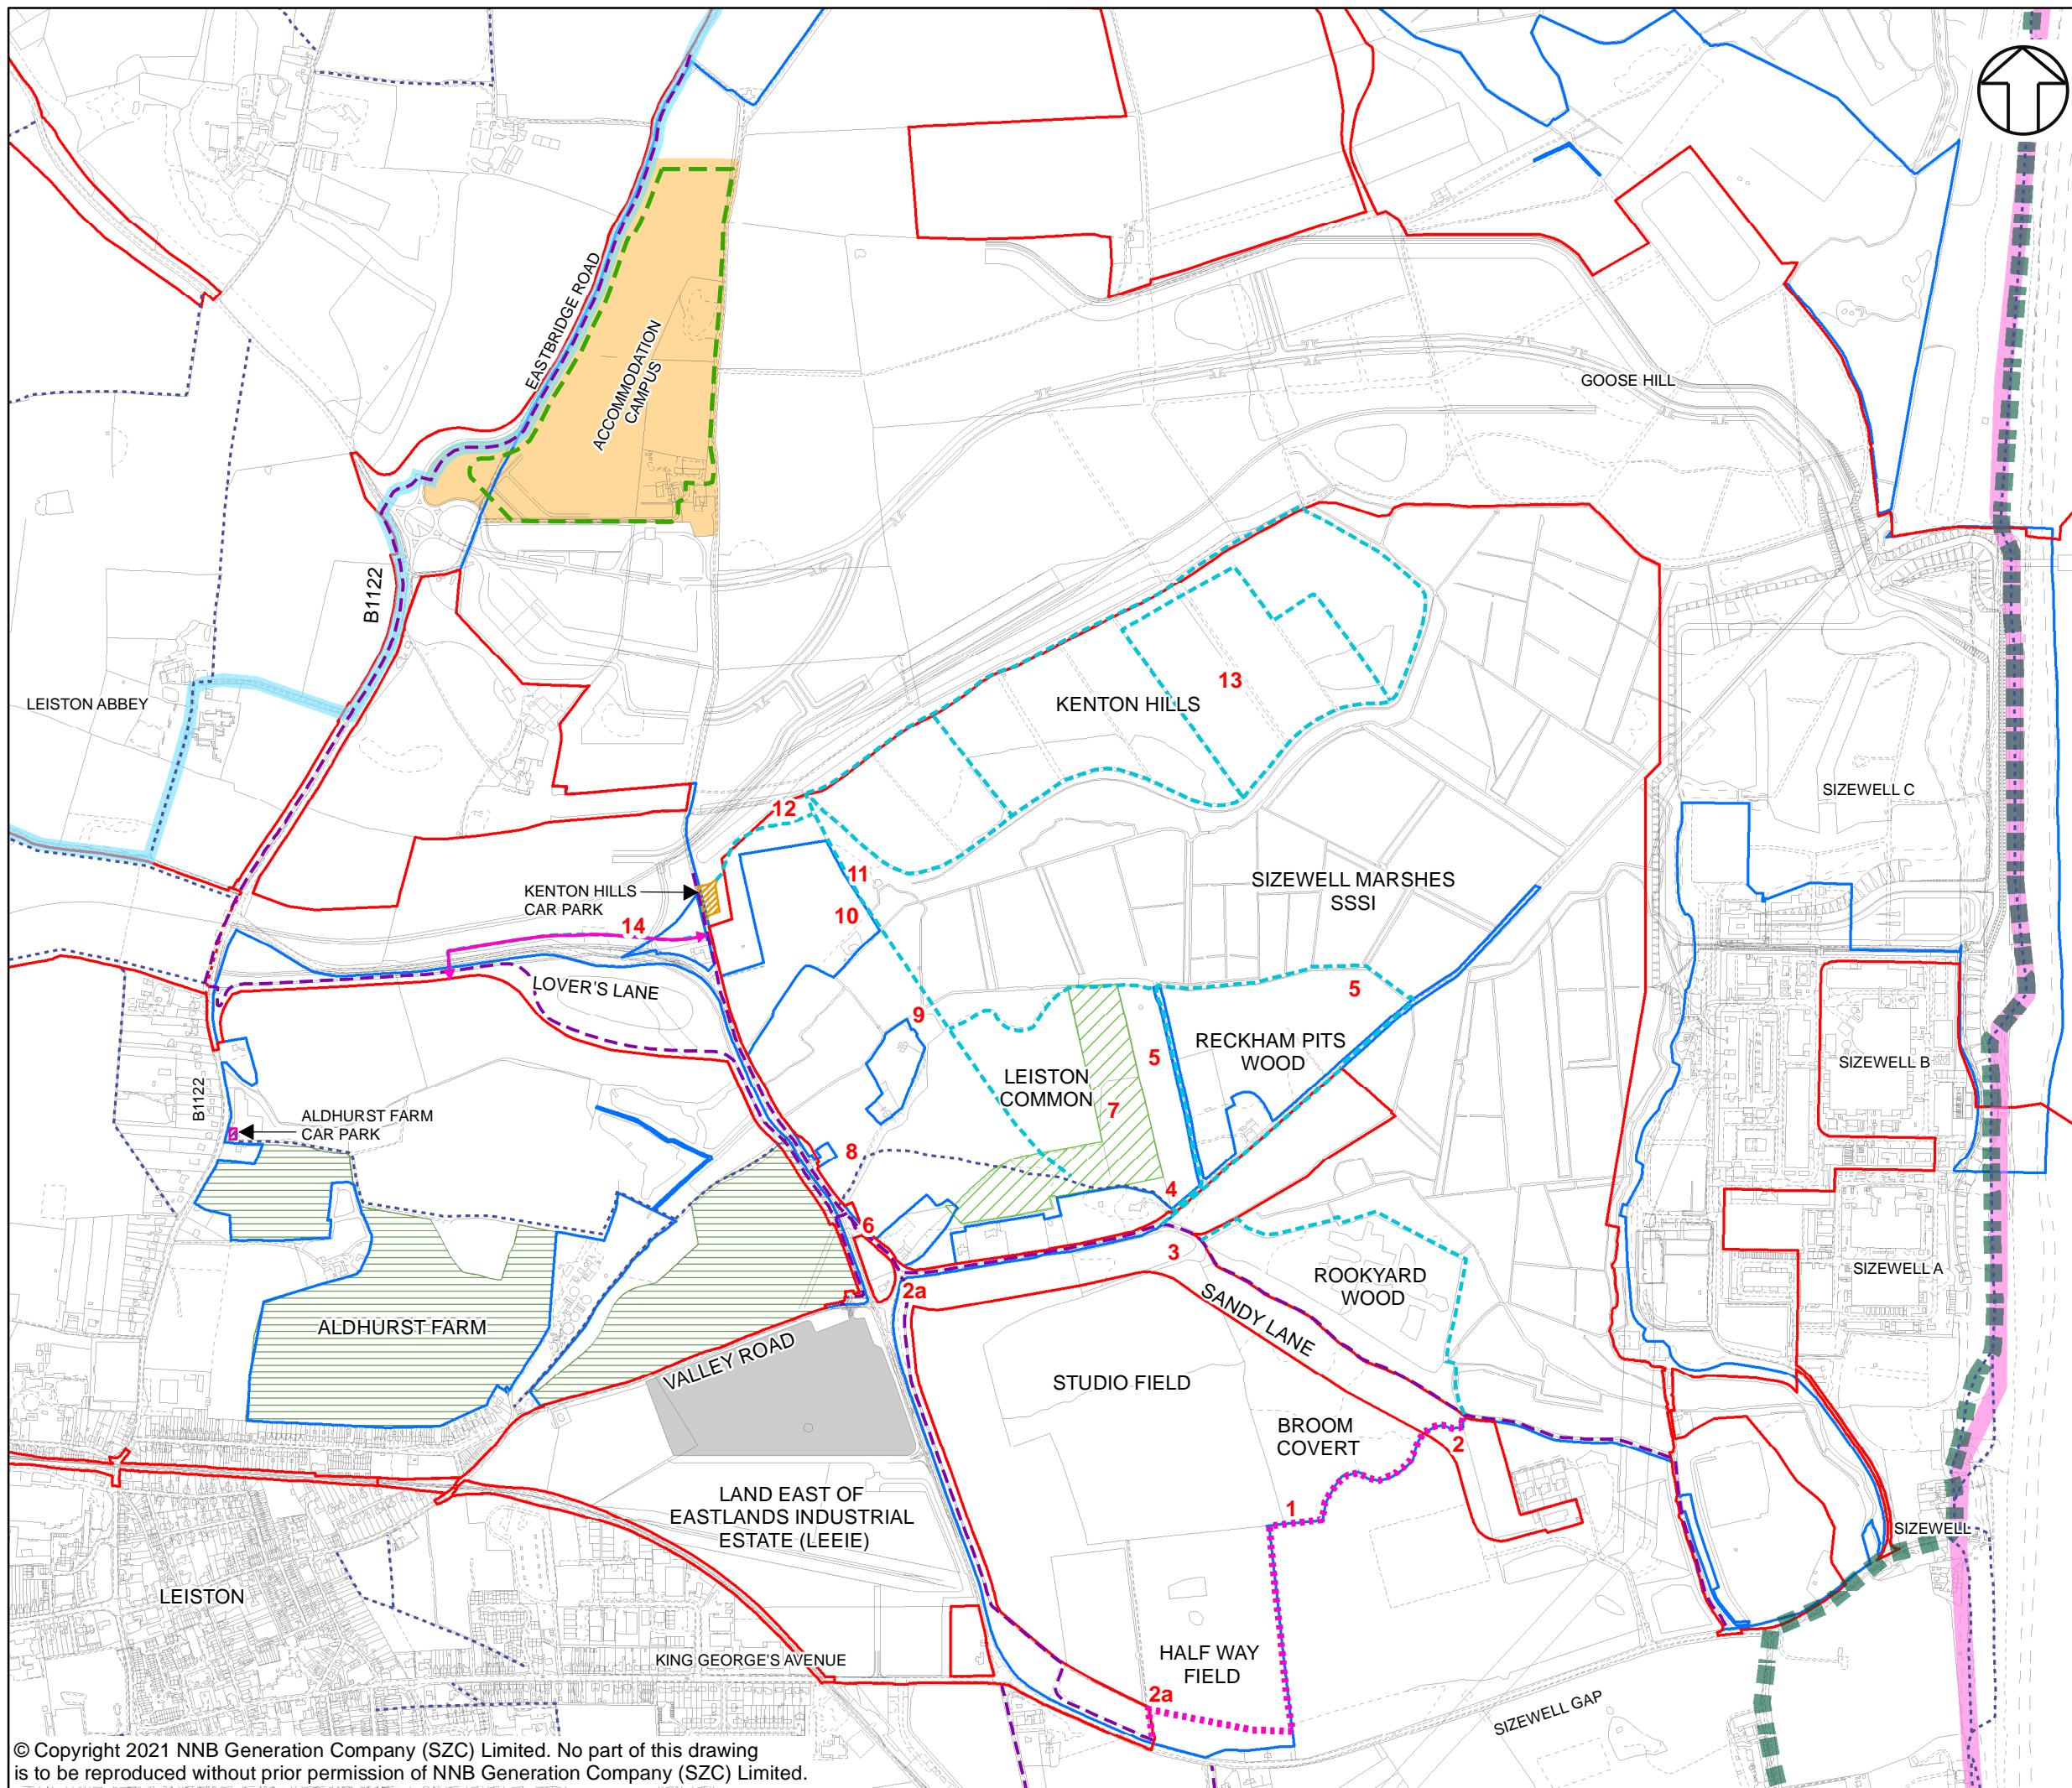 EASTBRIDGE ROAD
ACCOMMODATION
CAMPUS
GOOSE HILL
B1122
LEISTON ABBEY
KENTON HILLS
13
12
SIZEWELL C
KENTON HILLS
CAR PARK
11
10
14
SIZEWELL MARSHES
SSSI
LOVER'S LANE
9
5
5
RECKHAM PITS
WOOD
LEISTON
COMMON
7
SIZEWELL B
B1122
ALDHURST FARM
CAR PARK
8
4
6
3
2a
ROOKYARD
WOOD
SIZEWELL A
SANDY LANE
ALDHURST FARM
VALLEY ROAD
STUDIO FIELD
BROOM
COVERT
2
1
LAND EAST OF
EASTLANDS INDUSTRIAL
ESTATE (LEEIE)
SIZEWELL
LEISTON
KING GEORGE'S AVENUE
HALF WAY
FIELD
2a
SIZEWELL GAP
© Copyright 2021 NNB Generation Company (SZC) Limited. No part of this drawing
is to be reproduced without prior permission of NNB Generation Company (SZC) Limited.